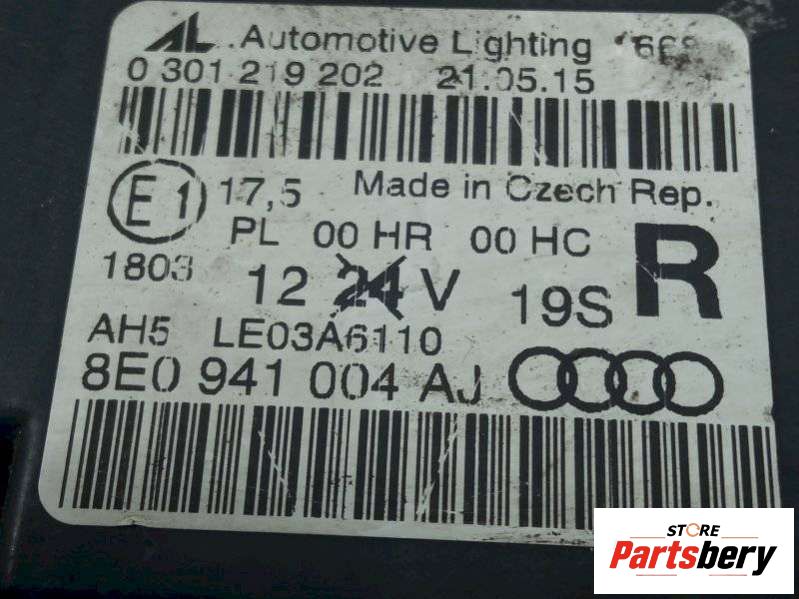 AL.. Automotive Lighting
0 301 219 202 21.05.15
E1 17,5 Made in Czech Rep.
PL 00 HR 00 HC R
1803 12 24 V 19S
AH5 LE03A6110
8E0 941 004 AJ
STORE
Partsbery